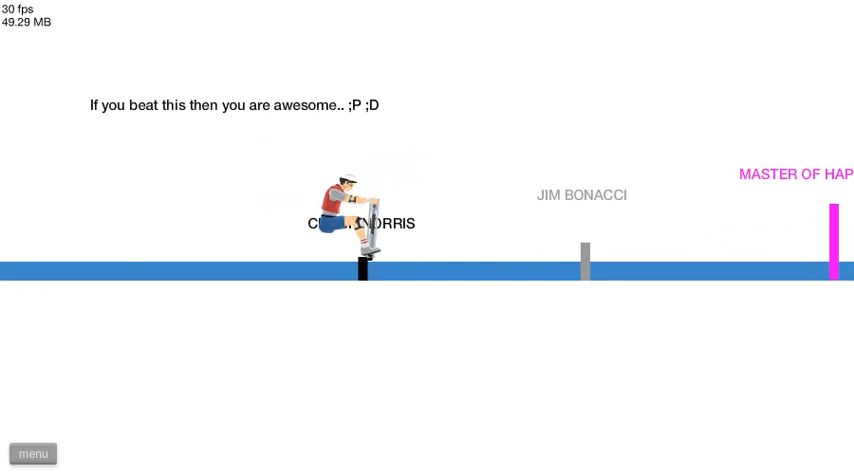 30 fps
49.29 MB
If you beat this then you are awesome.. ;P ;D
MASTER OF HAP
JIM BONACCI
menu